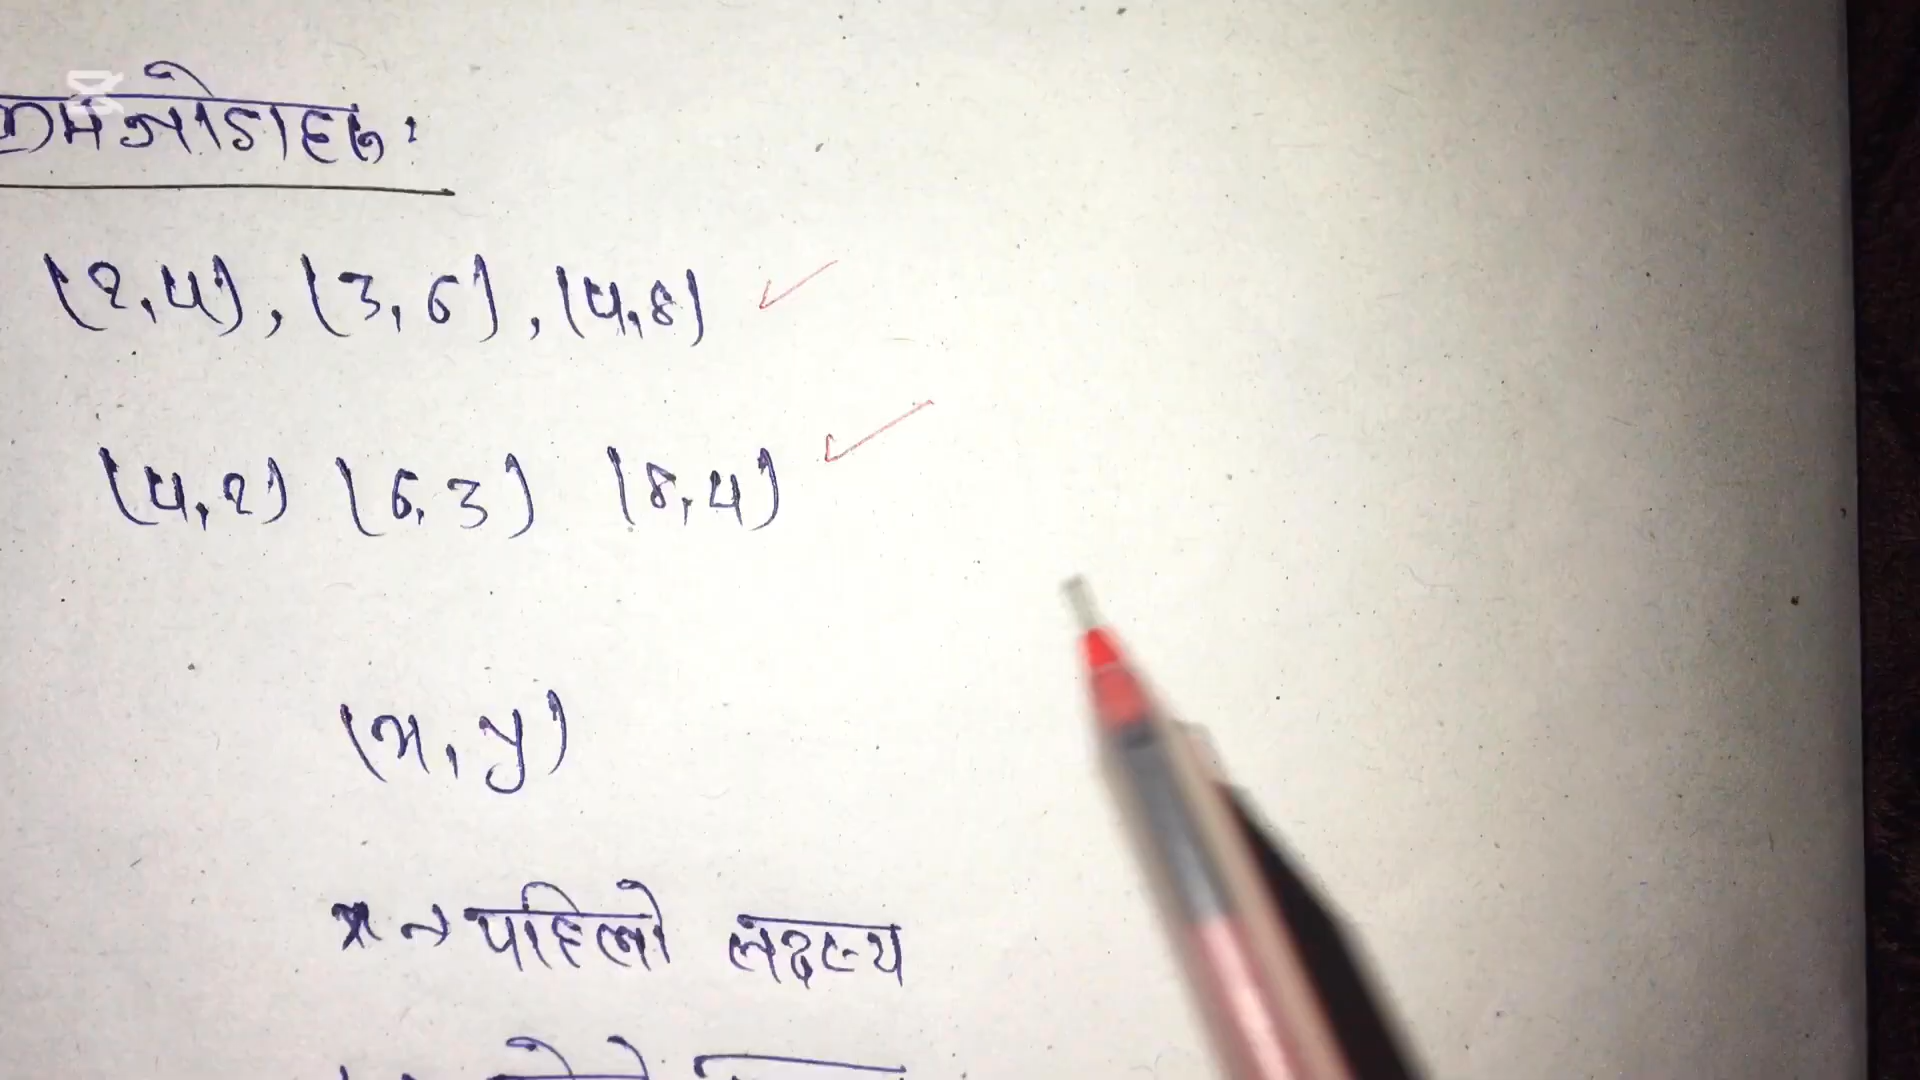 क्रमजोडाहरू:
(2,4), (3,6), (4,8)
(4,2) (6,3) (8,4)
(x, y)
x → पहिलो सदस्य